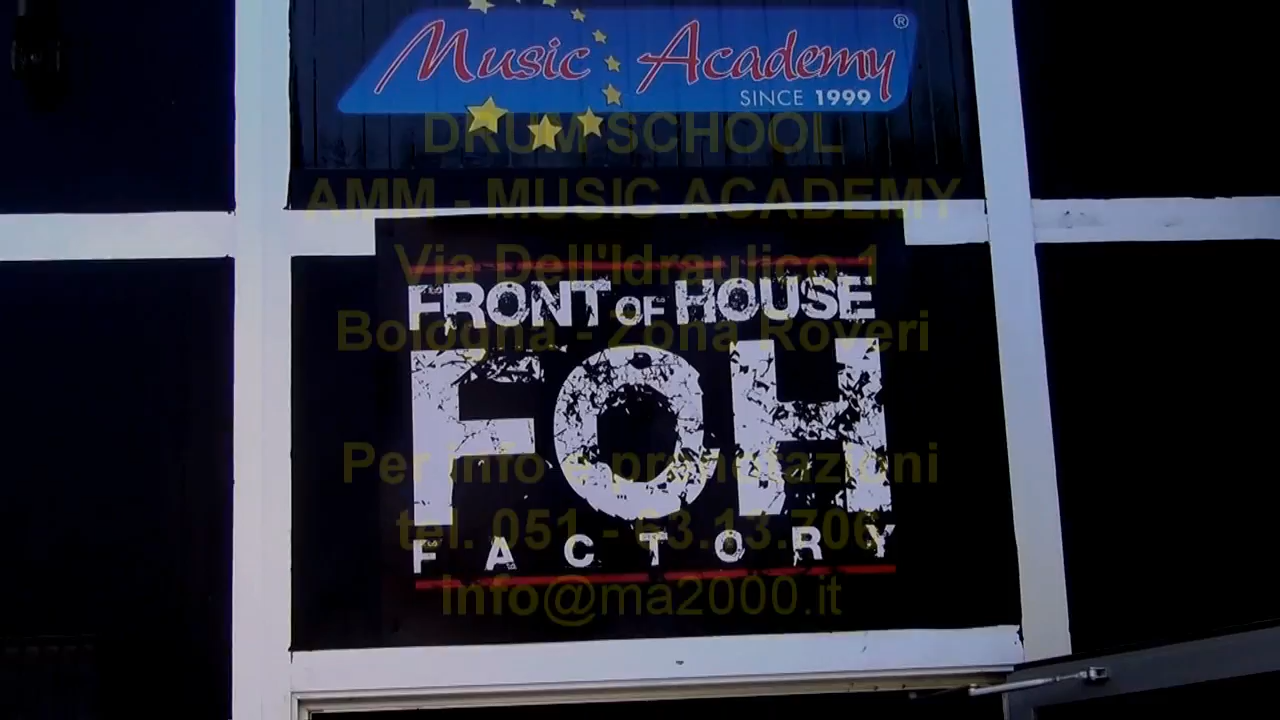 Music Academy ®
SINCE 1999
DRUM SCHOOL
AMM - MUSIC ACADEMY
Via Dell'Idraulico 1
FRONT OF HOUSE
Bologna - Zona Roveri
FOH
Per info e prenotazioni
tel. 051 - 63.13.706
FACTORY
info@ma2000.it